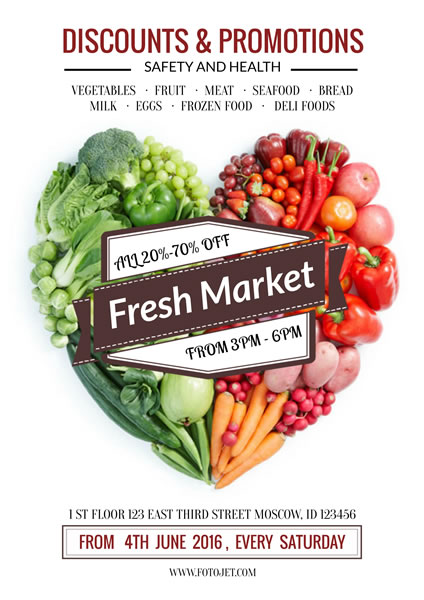 DISCOUNTS & PROMOTIONS
SAFETY AND HEALTH
VEGETABLES · FRUIT · MEAT · SEAFOOD · BREAD
MILK · EGGS · FROZEN FOOD · DELI FOODS
ALL 20%-70% OFF
Fresh Market
FROM 3PM - 6PM
1 ST FLOOR 123 EAST THIRD STREET MOSCOW, ID 123456
FROM 4TH JUNE 2016 , EVERY SATURDAY
WWW.FOTOJET.COM